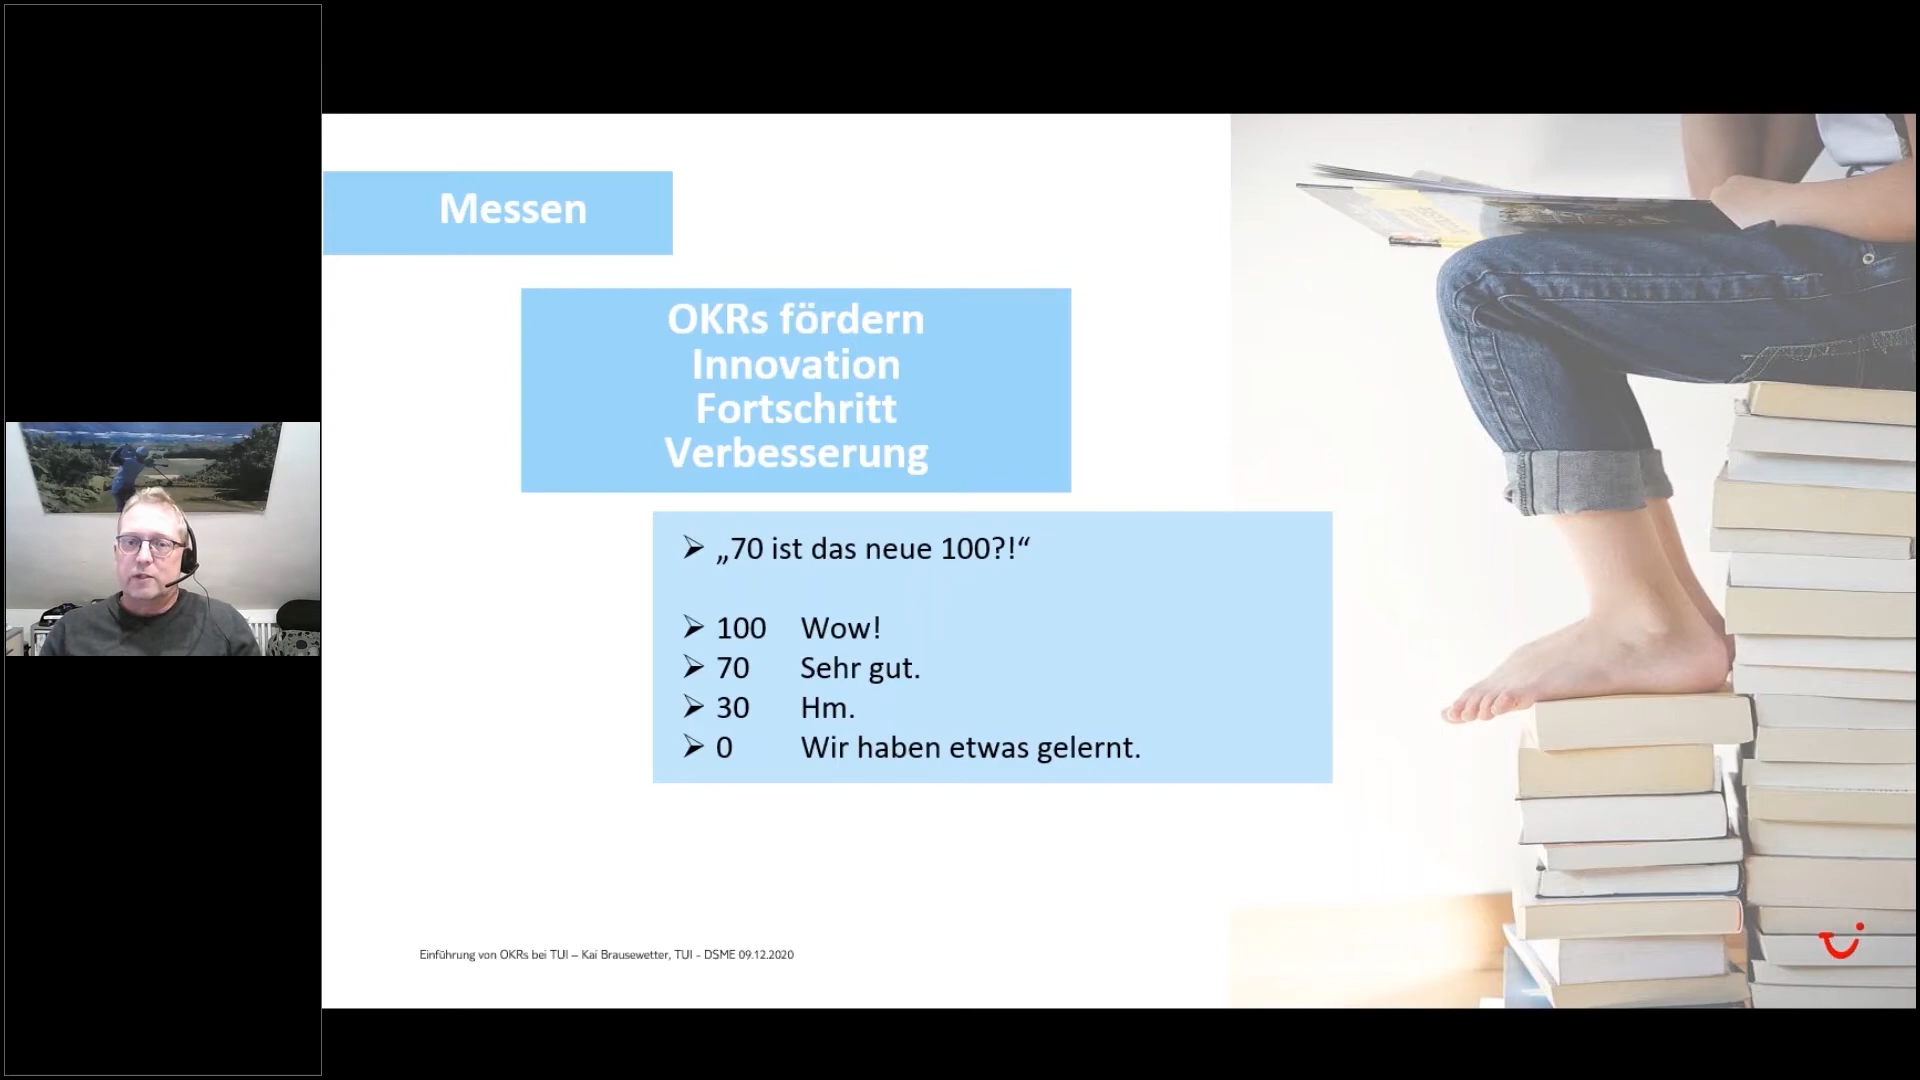 Messen
OKRs fördern
Innovation
Fortschritt
Verbesserung
➢ „70 ist das neue 100?!“
➢ 100 Wow!
➢ 70 Sehr gut.
➢ 30 Hm.
➢ 0 Wir haben etwas gelernt.
Einführung von OKRs bei TUI – Kai Brausewetter, TUI - DSME 09.12.2020